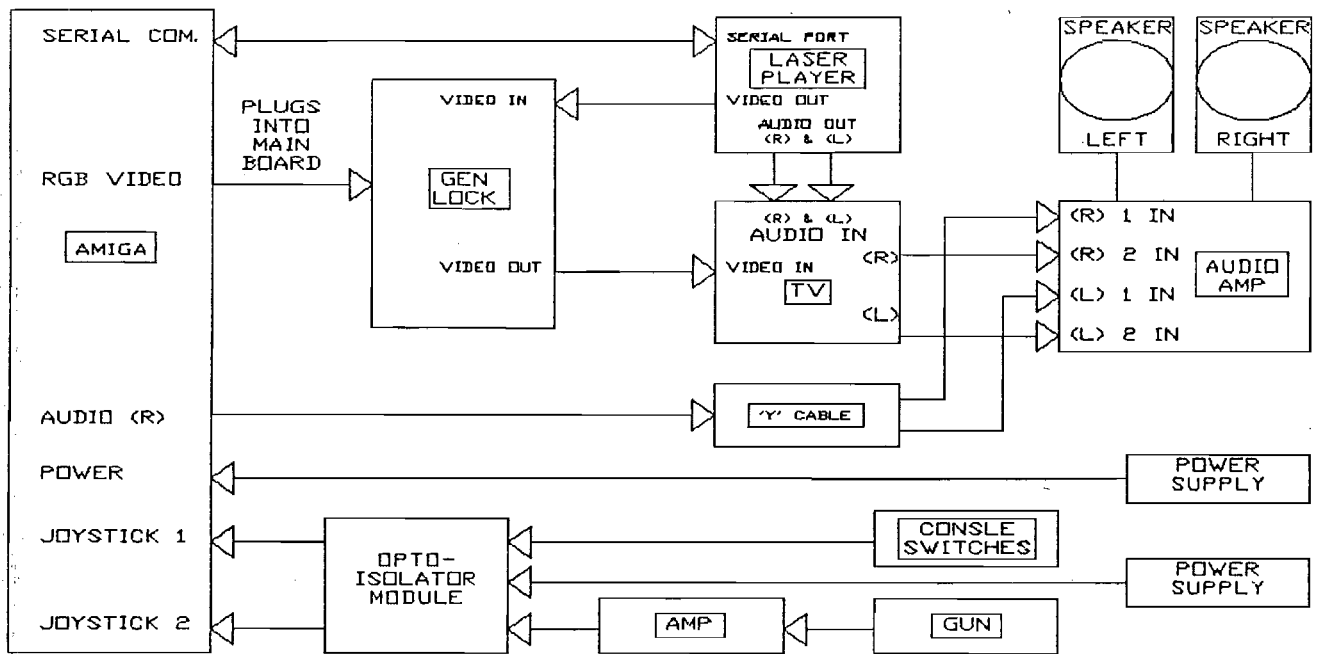 SERIAL COM.
PLUGS
INTO
MAIN
BOARD
RGB VIDEO
AMIGA
AUDIO (R)
POWER
JOYSTICK 1
JOYSTICK 2
VIDEO IN
GEN
LOCK
VIDEO OUT
SERIAL PORT
LASER
PLAYER
VIDEO OUT
AUDIO OUT
(R) & (L)
(R) & (L)
AUDIO IN
(R)
VIDEO IN
TV
(L)
'Y' CABLE
SPEAKER
LEFT
SPEAKER
RIGHT
(R) 1 IN
(R) 2 IN
(L) 1 IN
(L) 2 IN
AUDIO
AMP
POWER
SUPPLY
OPTO-
ISOLATOR
MODULE
CONSLE
SWITCHES
POWER
SUPPLY
AMP
GUN